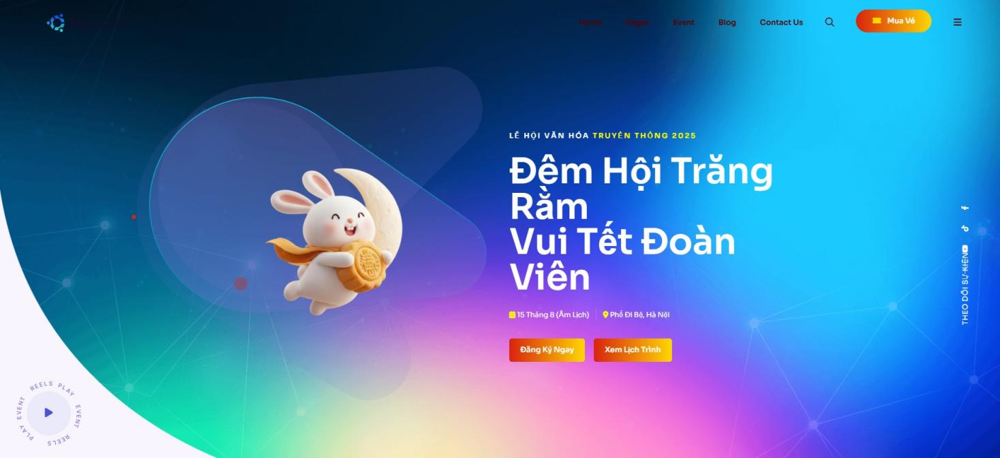 Home
Pages
Event
Blog
Contact Us
Mua Vé
LỄ HỘI VĂN HÓA TRUYỀN THỐNG 2025
Đêm Hội Trăng
Rằm
Vui Tết Đoàn
Viên
15 Tháng 8 (Âm Lịch)
Phố Đi Bộ, Hà Nội
Đăng Ký Ngay
Xem Lịch Trình
THEO DÕI SỰ KIỆN
REELS PLAY EVENT REELS PLAY EVENT